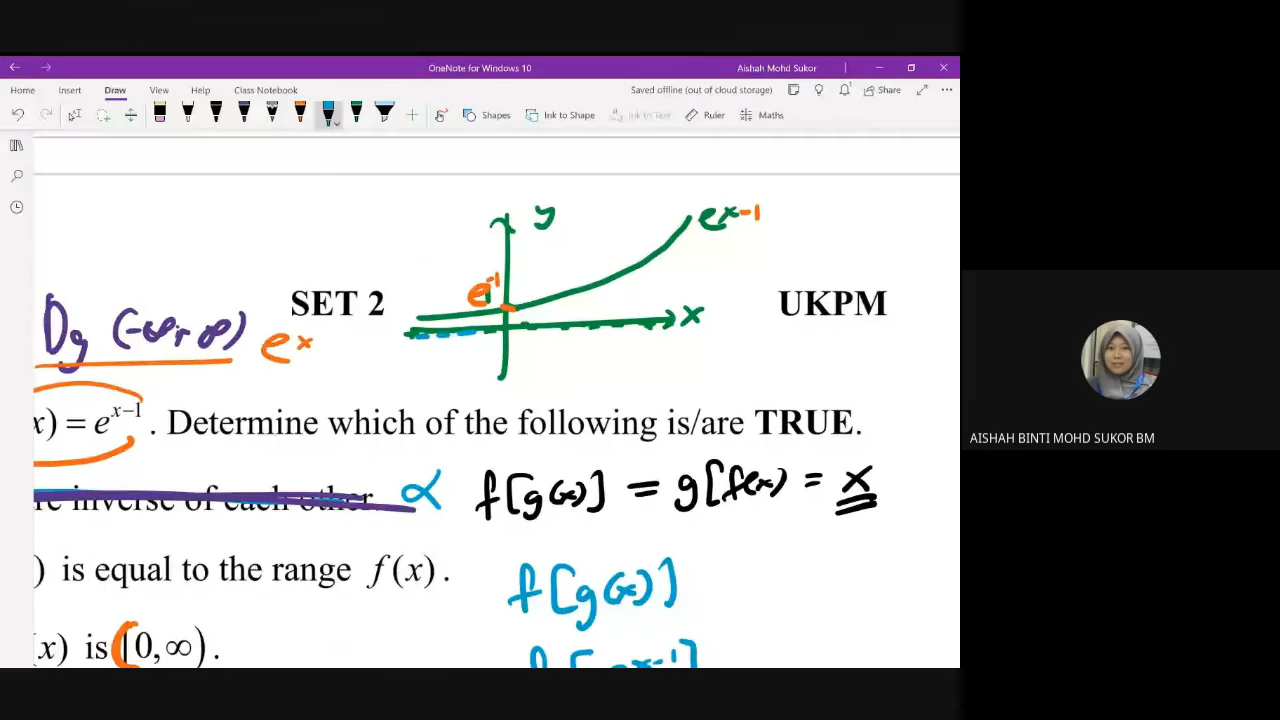 OneNote for Windows 10
Aishah Mohd Sukor
Home Insert Draw View Help Class Notebook
Saved offline (out of cloud storage)
Share
Shapes Ink to Shape Ink to Text Ruler Maths
y
e^{x-1}
e^{-1}
SET 2
x
UKPM
Dg (-∞, ∞)
e^x
x) = e^{x-1}. Determine which of the following is/are TRUE.
re inverse of each other.
f[g(x)] = g[f(x)] = x
) is equal to the range f(x).
f[g(x)]
(x) is [0,∞).
AISHAH BINTI MOHD SUKOR BM